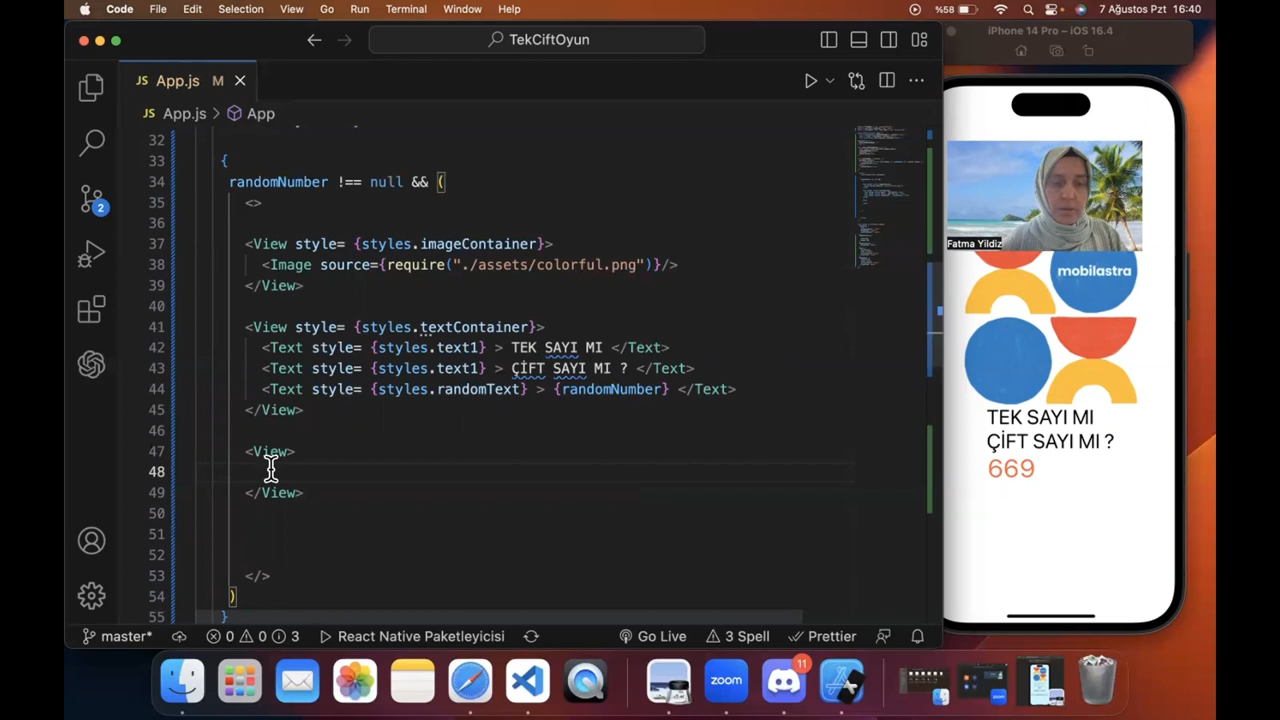 Code File Edit Selection View Go Run Terminal Window Help
%58 7 Ağustos Pzt 16:40
TekCiftOyun
iPhone 14 Pro – iOS 16.4
JS App.js M
JS App.js > App
32
33 {
34 randomNumber !== null && (
35 <>
36
37 <View style= {styles.imageContainer}>
38 <Image source={require("./assets/colorful.png")}/>
39 </View>
40
41 <View style= {styles.textContainer}>
42 <Text style= {styles.text1} > TEK SAYI MI </Text>
43 <Text style= {styles.text1} > ÇİFT SAYI MI ? </Text>
44 <Text style= {styles.randomText} > {randomNumber} </Text>
45 </View>
46
47 <View>
48
49 </View>
50
51
52
53 </>
54 )
55 }
2
master* 0 0 3 React Native Paketleyicisi Go Live 3 Spell Prettier
Fatma Yildiz
mobilastra
TEK SAYI MI
ÇİFT SAYI MI ?
669
zoom
11